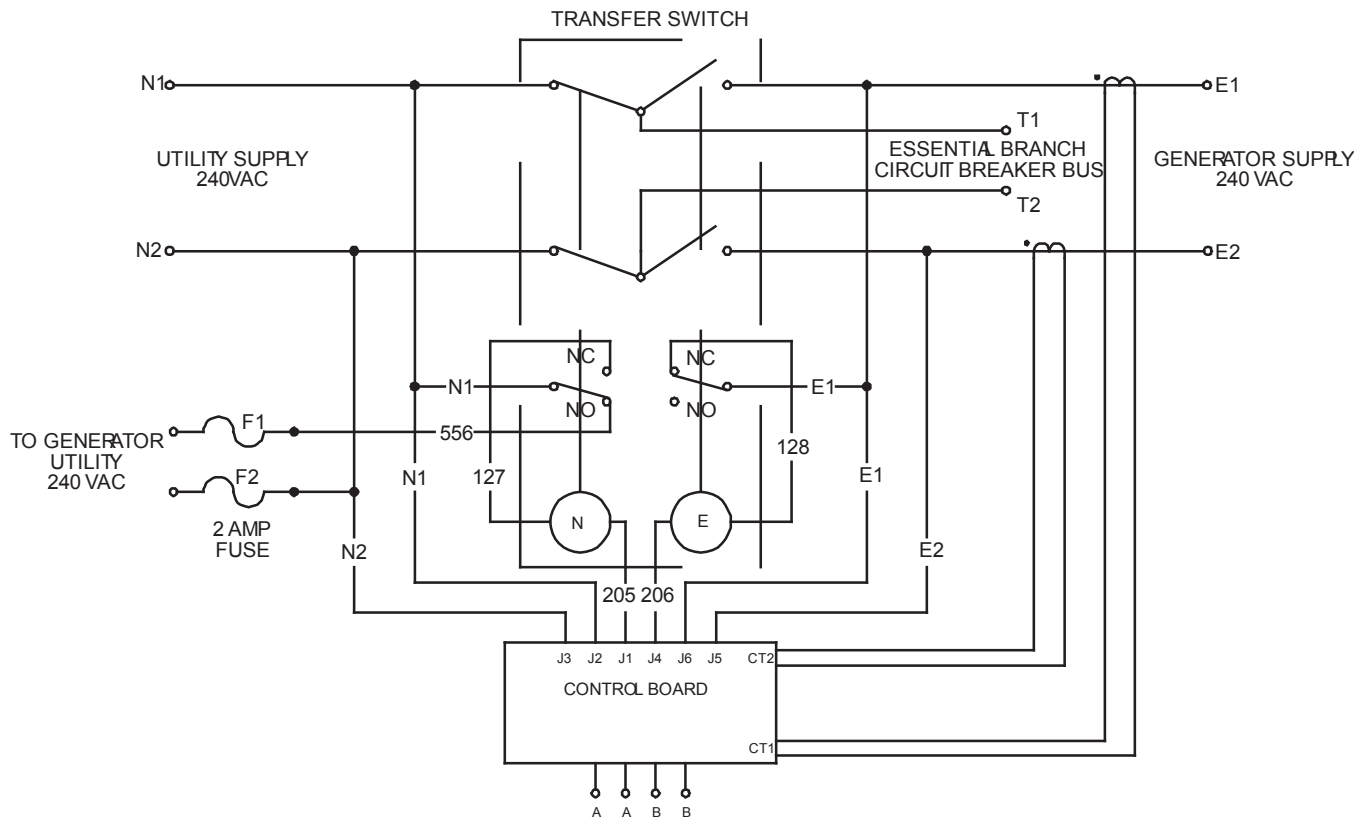 TRANSFER SWITCH
N1
E1
T1
UTILITY SUPPLY
240VAC
ESSENTIAL BRANCH
CIRCUIT BREAKER BUS
GENERATOR SUPPLY
240 VAC
T2
N2
E2
NC
NC
N1
E1
NO
NO
F1
556
128
TO GENERATOR
UTILITY
240 VAC
F2
N1
127
E1
2 AMP
FUSE
N
E
N2
E2
205
206
J3
J2
J1
J4
J6
J5
CT2
CONTROL BOARD
CT1
A
A
B
B